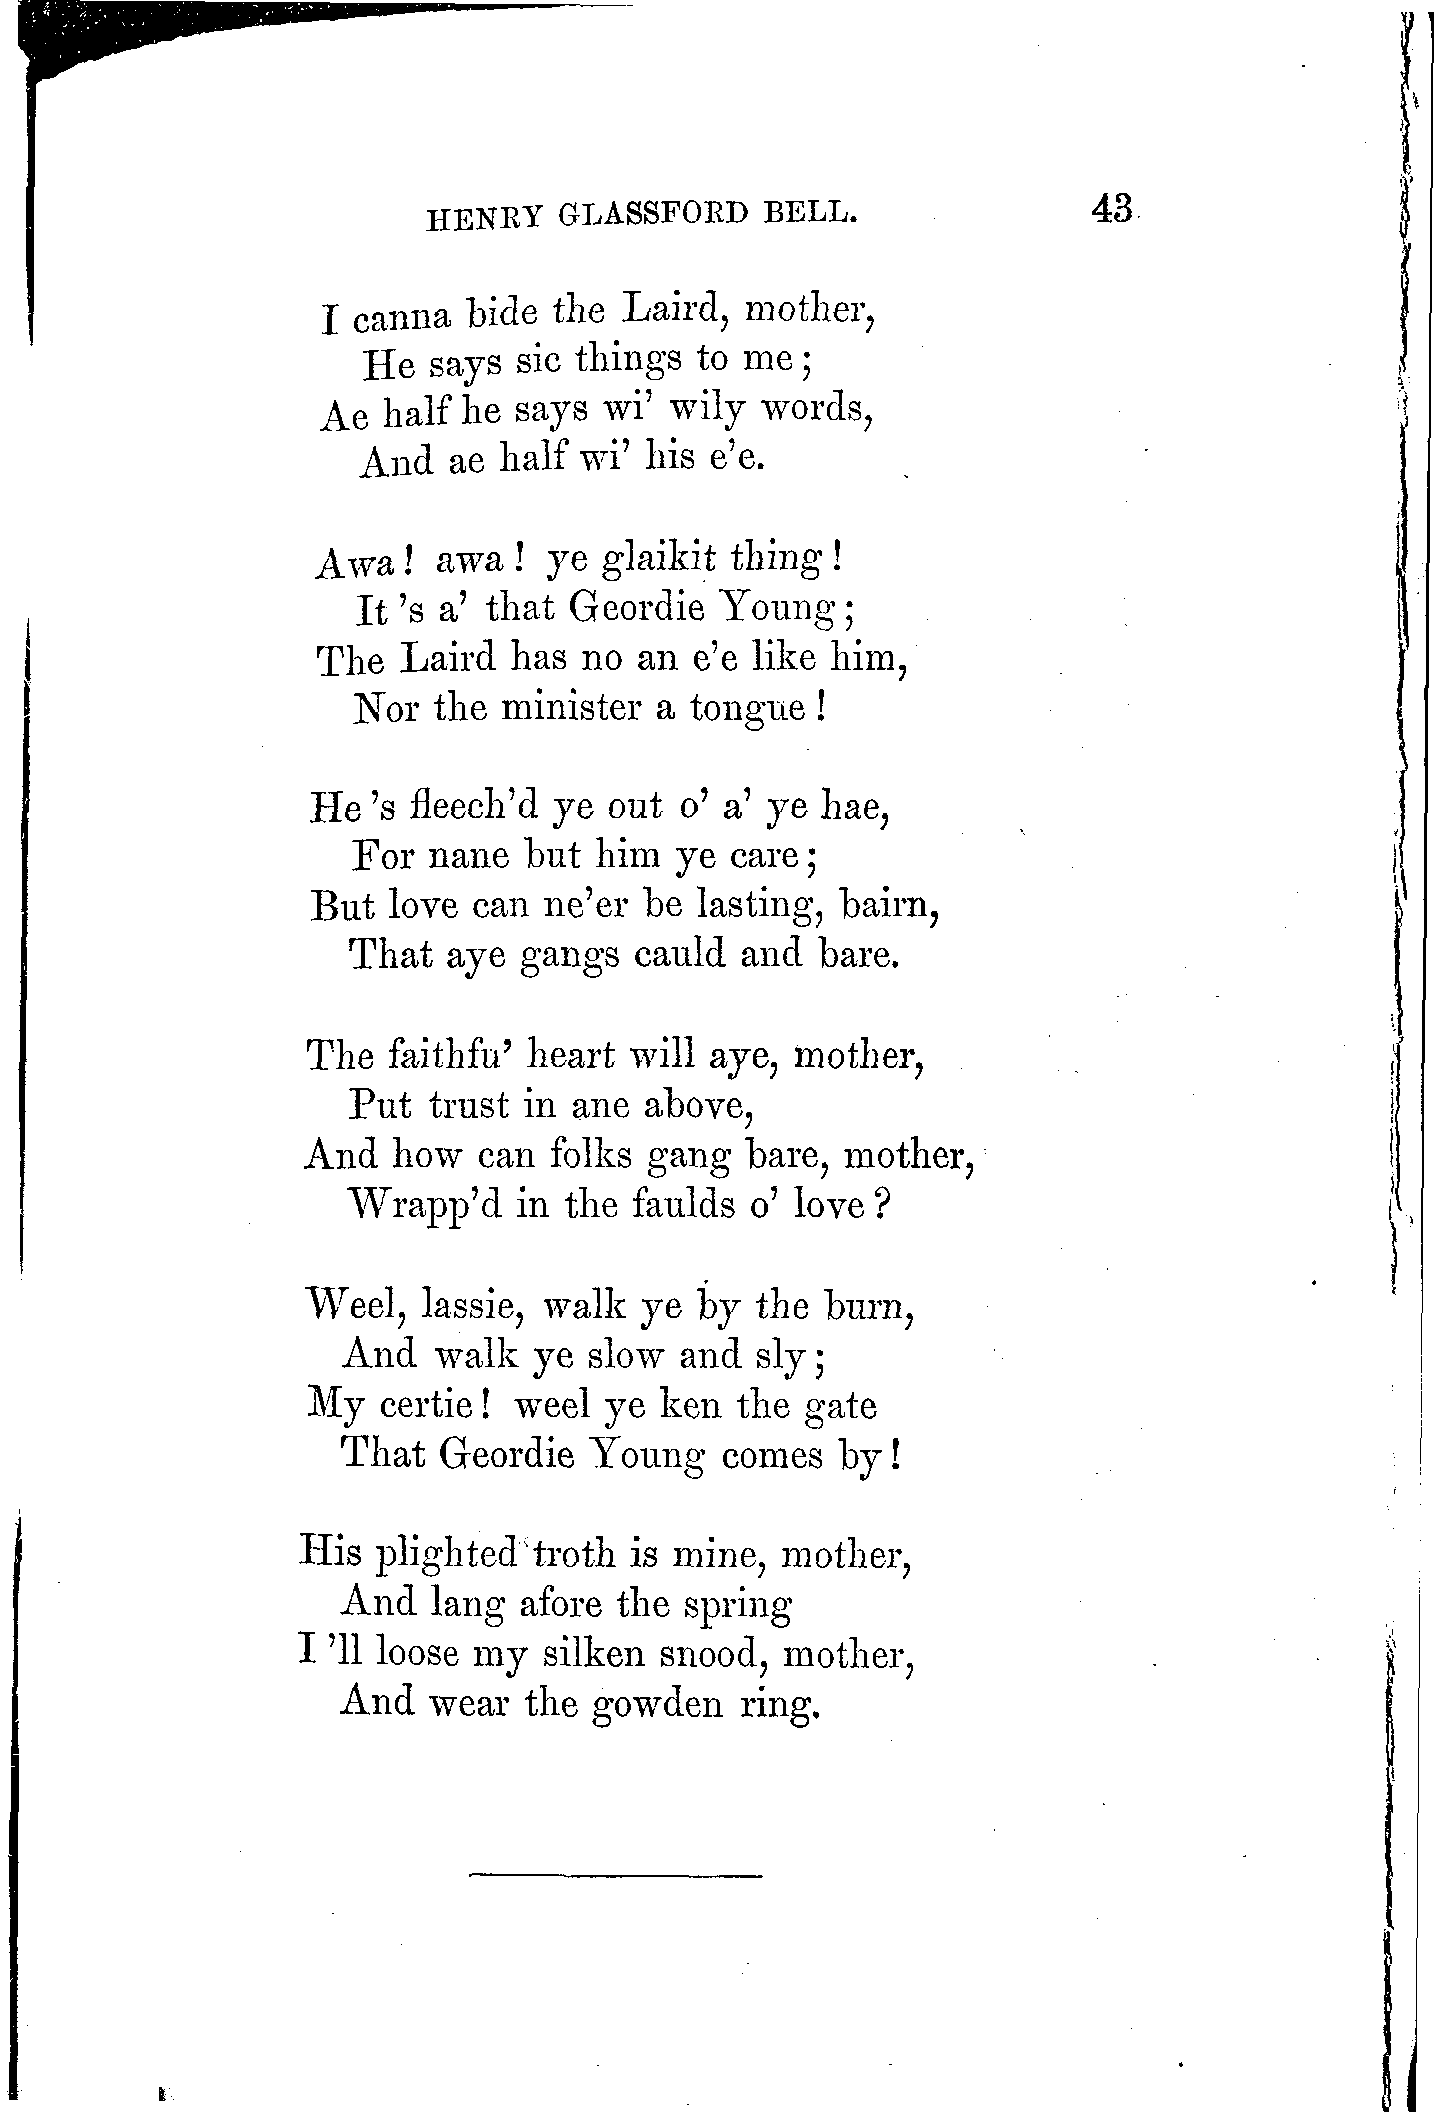 HENRY GLASSFORD BELL. 43
I canna bide the Laird, mother,
He says sic things to me;
Ae half he says wi' wily words,
And ae half wi' his e'e.
Awa! awa! ye glaikit thing!
It 's a' that Geordie Young;
The Laird has no an e'e like him,
Nor the minister a tongue!
He 's fleech'd ye out o' a' ye hae,
For nane but him ye care;
But love can ne'er be lasting, bairn,
That aye gangs cauld and bare.
The faithfu' heart will aye, mother,
Put trust in ane above,
And how can folks gang bare, mother,
Wrapp'd in the faulds o' love?
Weel, lassie, walk ye by the burn,
And walk ye slow and sly;
My certie! weel ye ken the gate
That Geordie Young comes by!
His plighted troth is mine, mother,
And lang afore the spring
I 'll loose my silken snood, mother,
And wear the gowden ring.